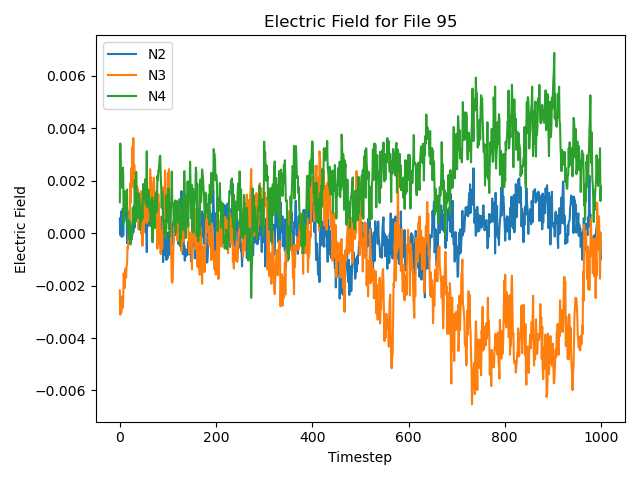 Electric Field for File 95
N2
N3
N4
0.006
0.004
0.002
0.000
−0.002
−0.004
−0.006
Electric Field
0 200 400 600 800 1000
Timestep